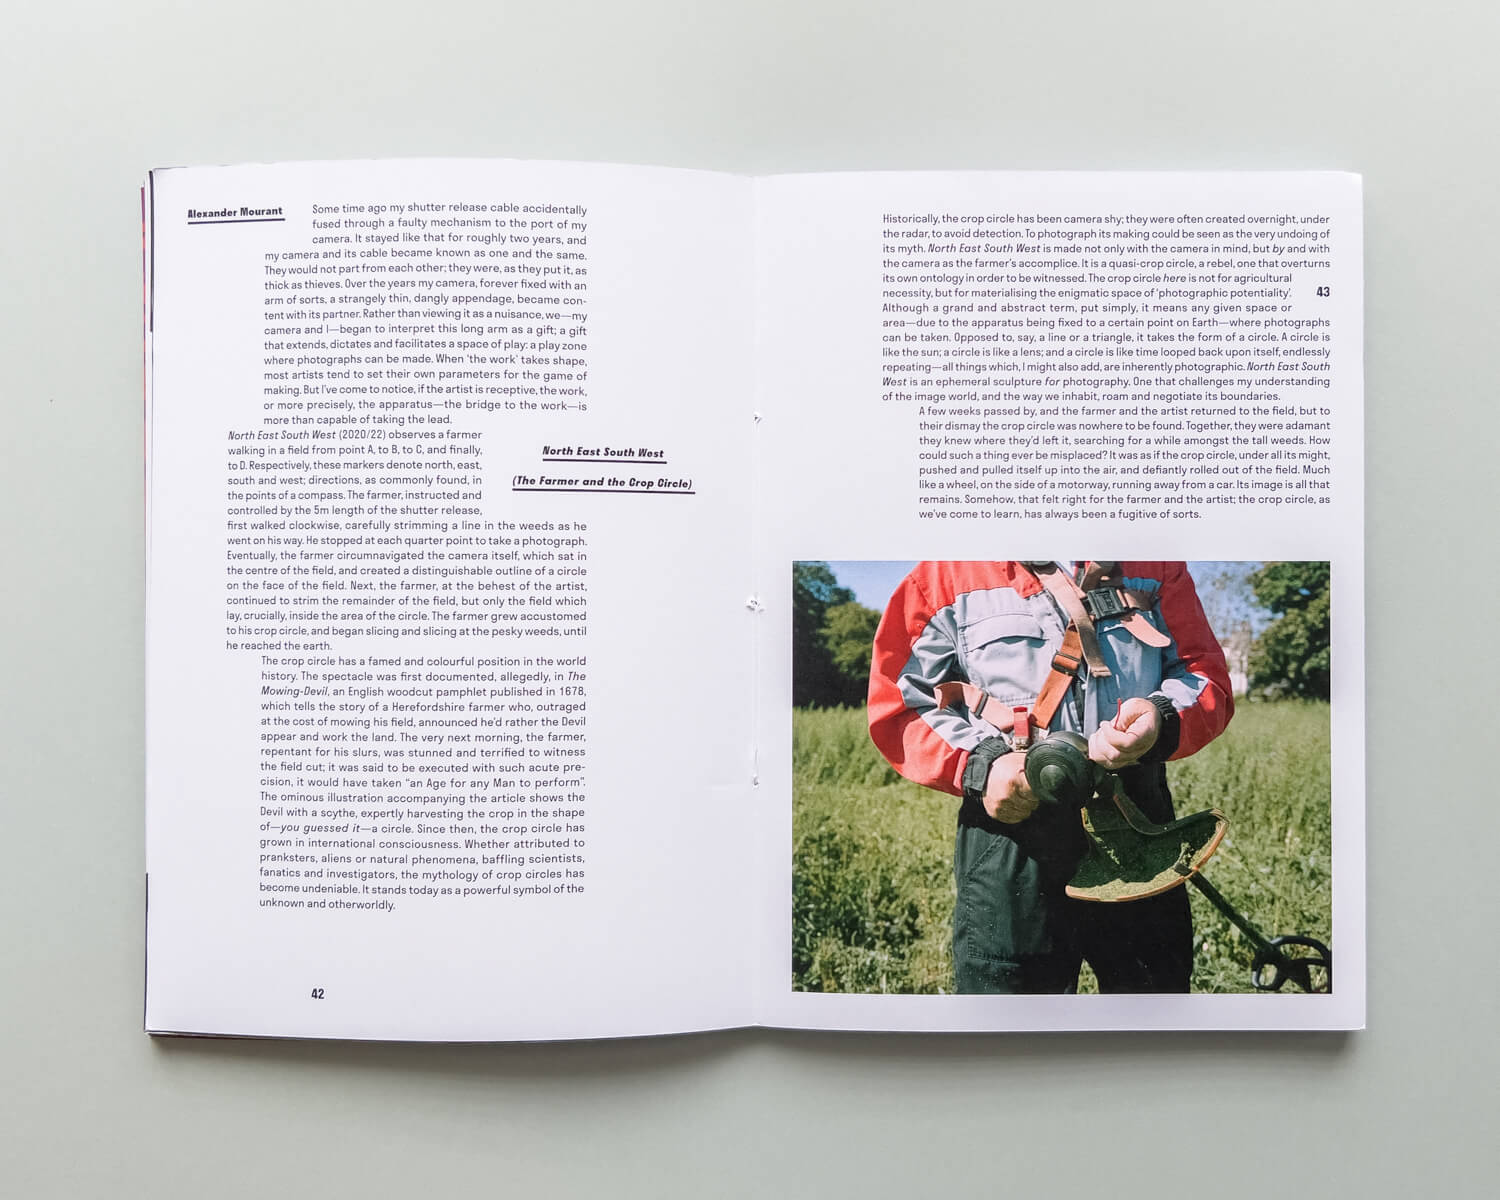 Alexander Mourant
Some time ago my shutter release cable accidentally
fused through a faulty mechanism to the port of my
camera. It stayed like that for roughly two years, and
my camera and its cable became known as one and the same.
They would not part from each other; they were, as they put it, as
thick as thieves. Over the years my camera, forever fixed with an
arm of sorts, a strangely thin, dangly appendage, became con-
tent with its partner. Rather than viewing it as a nuisance, we—my
camera and I—began to interpret this long arm as a gift; a gift
that extends, dictates and facilitates a space of play: a play zone
where photographs can be made. When 'the work' takes shape,
most artists tend to set their own parameters for the game of
making. But I've come to notice, if the artist is receptive, the work,
or more precisely, the apparatus—the bridge to the work—is
more than capable of taking the lead.
North East South West (2020/22) observes a farmer
walking in a field from point A, to B, to C, and finally,
to D. Respectively, these markers denote north, east,
south and west; directions, as commonly found, in
the points of a compass. The farmer, instructed and
controlled by the 5m length of the shutter release,
first walked clockwise, carefully strimming a line in the weeds as he
went on his way. He stopped at each quarter point to take a photograph.
Eventually, the farmer circumnavigated the camera itself, which sat in
the centre of the field, and created a distinguishable outline of a circle
on the face of the field. Next, the farmer, at the behest of the artist,
continued to strim the remainder of the field, but only the field which
lay, crucially, inside the area of the circle. The farmer grew accustomed
to his crop circle, and began slicing and slicing at the pesky weeds, until
he reached the earth.
The crop circle has a famed and colourful position in the world
history. The spectacle was first documented, allegedly, in The
Mowing-Devil, an English woodcut pamphlet published in 1678,
which tells the story of a Herefordshire farmer who, outraged
at the cost of mowing his field, announced he'd rather the Devil
appear and work the land. The very next morning, the farmer,
repentant for his slurs, was stunned and terrified to witness
the field cut; it was said to be executed with such acute pre-
cision, it would have taken "an Age for any Man to perform".
The ominous illustration accompanying the article shows the
Devil with a scythe, expertly harvesting the crop in the shape
of—you guessed it—a circle. Since then, the crop circle has
grown in international consciousness. Whether attributed to
pranksters, aliens or natural phenomena, baffling scientists,
fanatics and investigators, the mythology of crop circles has
become undeniable. It stands today as a powerful symbol of the
unknown and otherworldly.
North East South West
(The Farmer and the Crop Circle)
42
Historically, the crop circle has been camera shy; they were often created overnight, under
the radar, to avoid detection. To photograph its making could be seen as the very undoing of
its myth. North East South West is made not only with the camera in mind, but by and with
the camera as the farmer's accomplice. It is a quasi-crop circle, a rebel, one that overturns
its own ontology in order to be witnessed. The crop circle here is not for agricultural
necessity, but for materialising the enigmatic space of 'photographic potentiality'.
Although a grand and abstract term, put simply, it means any given space or
area—due to the apparatus being fixed to a certain point on Earth—where photographs
can be taken. Opposed to, say, a line or a triangle, it takes the form of a circle. A circle is
like the sun; a circle is like a lens; and a circle is like time looped back upon itself, endlessly
repeating—all things which, I might also add, are inherently photographic. North East South
West is an ephemeral sculpture for photography. One that challenges my understanding
of the image world, and the way we inhabit, roam and negotiate its boundaries.
A few weeks passed by, and the farmer and the artist returned to the field, but to
their dismay the crop circle was nowhere to be found. Together, they were adamant
they knew where they'd left it, searching for a while amongst the tall weeds. How
could such a thing ever be misplaced? It was as if the crop circle, under all its might,
pushed and pulled itself up into the air, and defiantly rolled out of the field. Much
like a wheel, on the side of a motorway, running away from a car. Its image is all that
remains. Somehow, that felt right for the farmer and the artist; the crop circle, as
we've come to learn, has always been a fugitive of sorts.
43